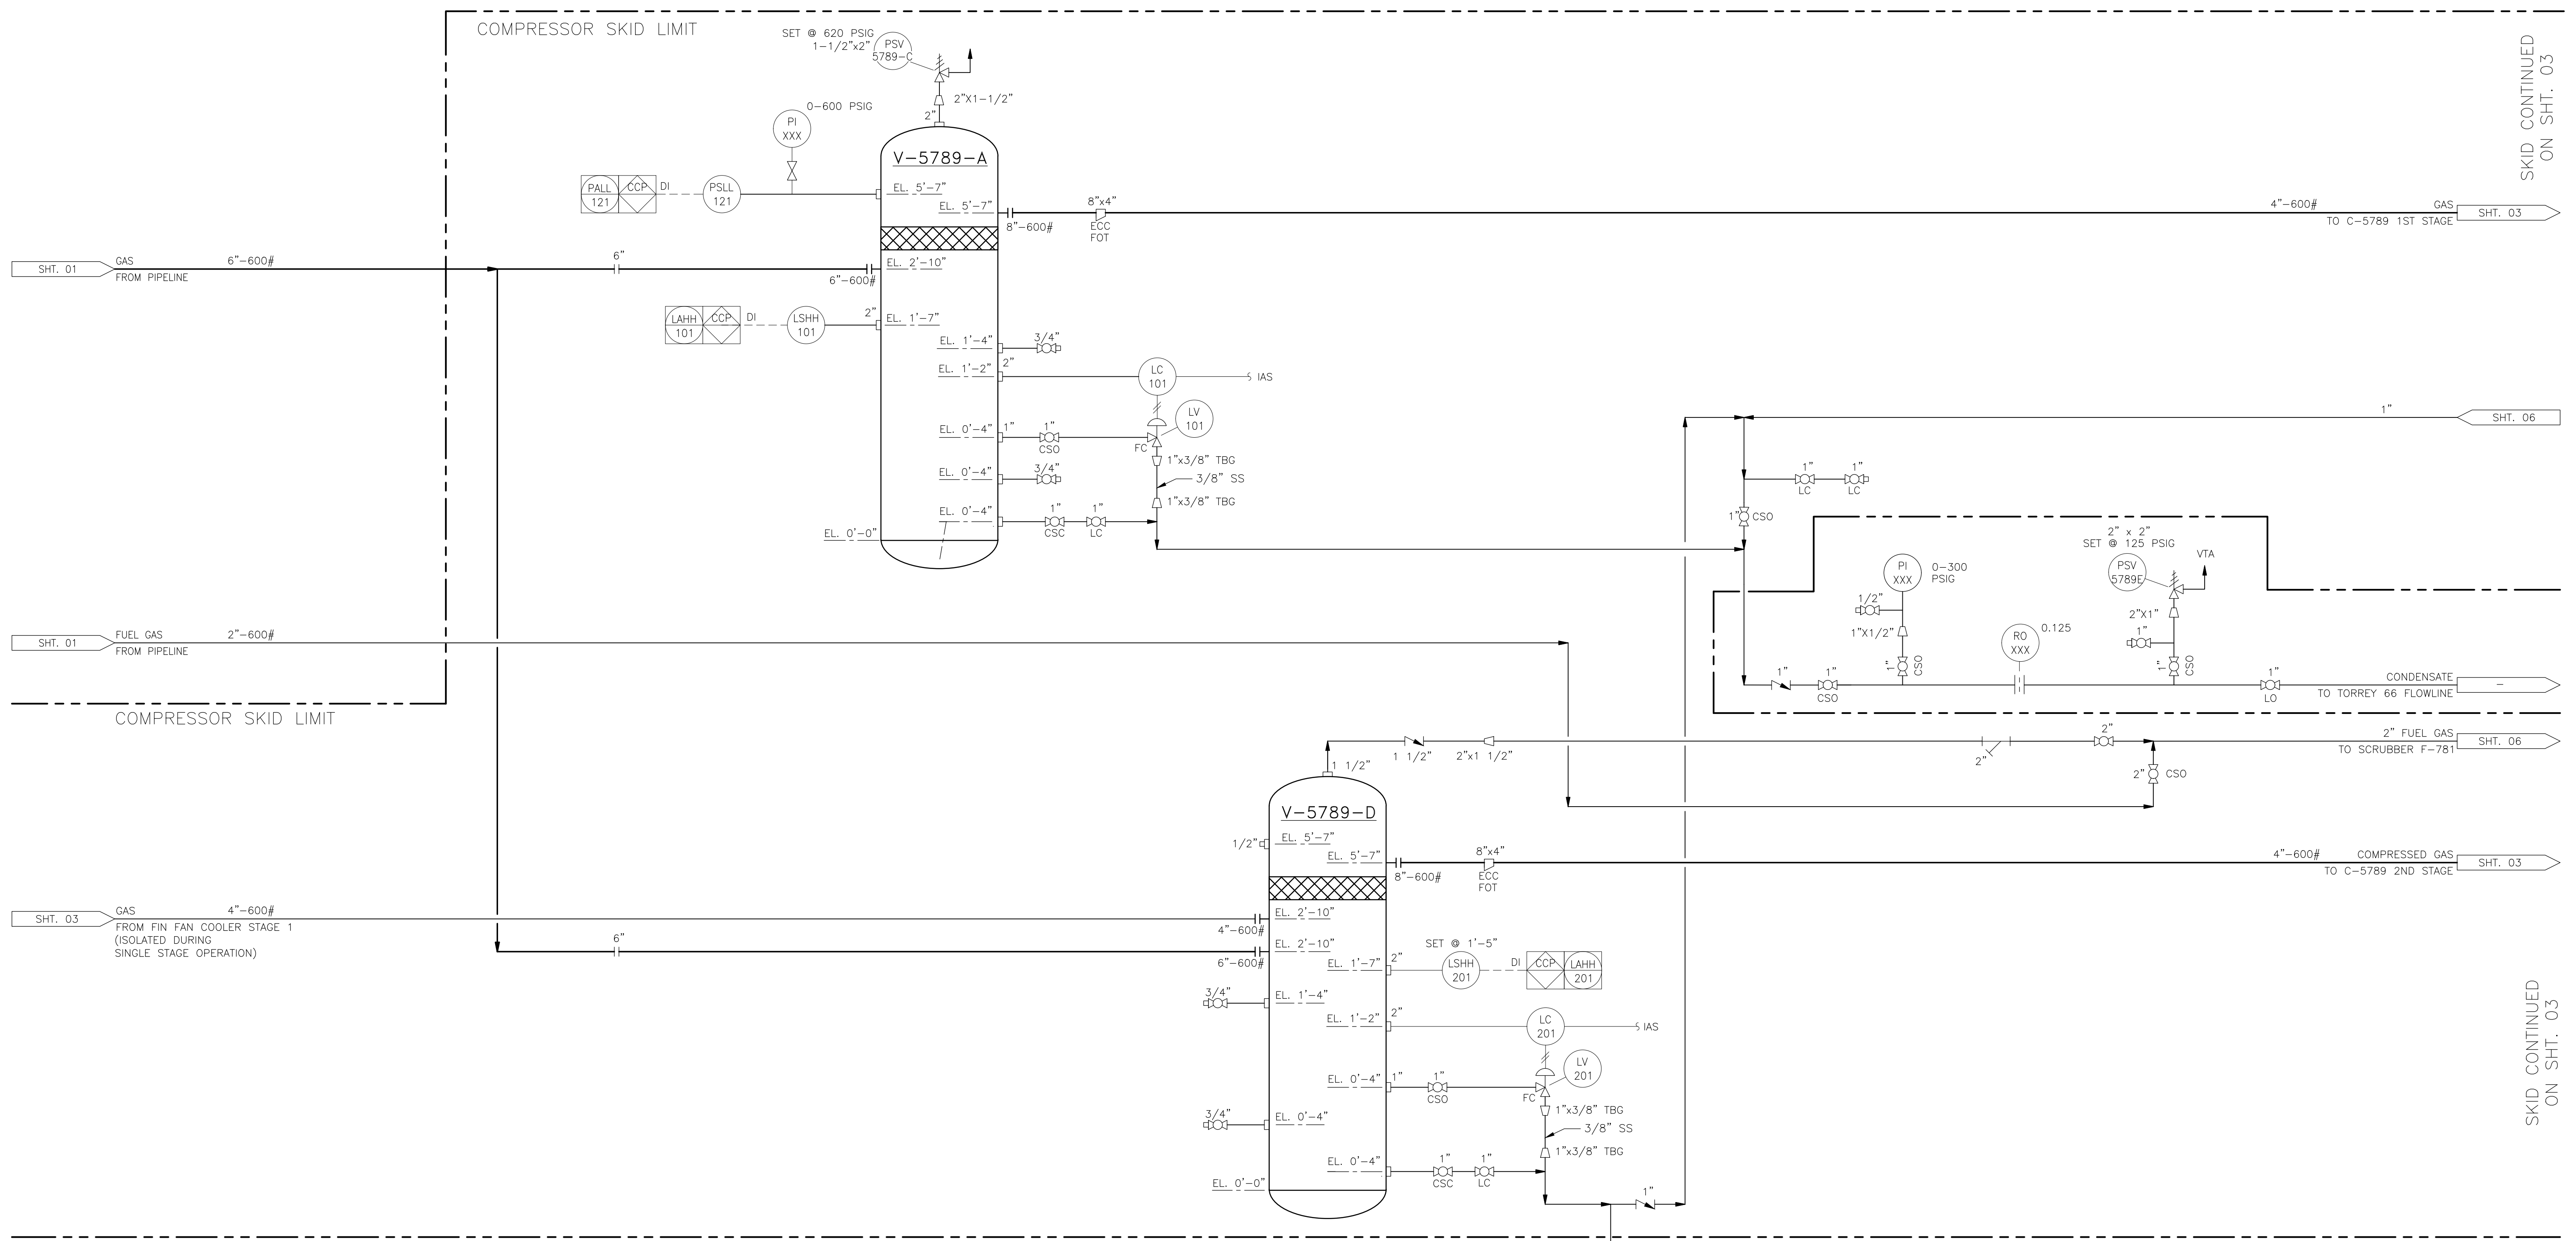 COMPRESSOR SKID LIMIT
SET @ 620 PSIG
1-1/2"x2"
PSV
5789-C
2"X1-1/2"
2"
0-600 PSIG
PI
XXX
V-5789-A
PALL
121
CCP
DI
PSLL
121
EL. 5'-7"
EL. 5'-7"
8"-600#
8"x4"
ECC
FOT
4"-600#
GAS
TO C-5789 1ST STAGE
SHT. 03
SKID CONTINUED
ON SHT. 03
SHT. 01
GAS
FROM PIPELINE
6"-600#
6"
6"-600#
EL. 2'-10"
LAHH
101
CCP
DI
LSHH
101
2"
EL. 1'-7"
EL. 1'-4"
3/4"
EL. 1'-2"
2"
LC
101
IAS
LV
101
EL. 0'-4"
1"
1"
CSO
FC
1"x3/8" TBG
EL. 0'-4"
3/4"
3/8" SS
1"x3/8" TBG
EL. 0'-4"
1"
CSC
1"
LC
EL. 0'-0"
1"
SHT. 06
1"
LC
1"
LC
1"
CSO
2" x 2"
SET @ 125 PSIG
PSV
5789E
VTA
PI
XXX
0-300
PSIG
1/2"
1"X1/2"
1"
CSO
RO
XXX
0.125
2"X1"
1"
1"
CSO
1"
1"
CSO
1"
LO
CONDENSATE
TO TORREY 66 FLOWLINE
-
SHT. 01
FUEL GAS
FROM PIPELINE
2"-600#
COMPRESSOR SKID LIMIT
1 1/2"
1 1/2"
2"x1 1/2"
2"
2"
2" FUEL GAS
TO SCRUBBER F-781
SHT. 06
2"
CSO
V-5789-D
1/2"
EL. 5'-7"
EL. 5'-7"
8"-600#
8"x4"
ECC
FOT
4"-600#
COMPRESSED GAS
TO C-5789 2ND STAGE
SHT. 03
SHT. 03
GAS
4"-600#
FROM FIN FAN COOLER STAGE 1
(ISOLATED DURING
SINGLE STAGE OPERATION)
4"-600#
EL. 2'-10"
6"
6"-600#
EL. 2'-10"
SET @ 1'-5"
EL. 1'-7"
2"
LSHH
201
DI
CCP
LAHH
201
3/4"
EL. 1'-4"
EL. 1'-2"
2"
LC
201
IAS
LV
201
EL. 0'-4"
1"
1"
CSO
FC
1"x3/8" TBG
3/4"
EL. 0'-4"
3/8" SS
1"x3/8" TBG
EL. 0'-4"
1"
CSC
1"
LC
EL. 0'-0"
1"
SKID CONTINUED
ON SHT. 03